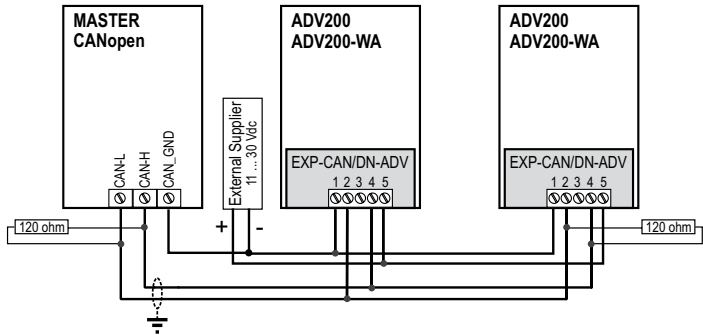 MASTER
CANopen
CAN-L
CAN-H
CAN_GND
120 ohm
External Supplier
11 ... 30 Vdc
+ -
ADV200
ADV200-WA
EXP-CAN/DN-ADV
1 2 3 4 5
ADV200
ADV200-WA
EXP-CAN/DN-ADV
1 2 3 4 5
120 ohm